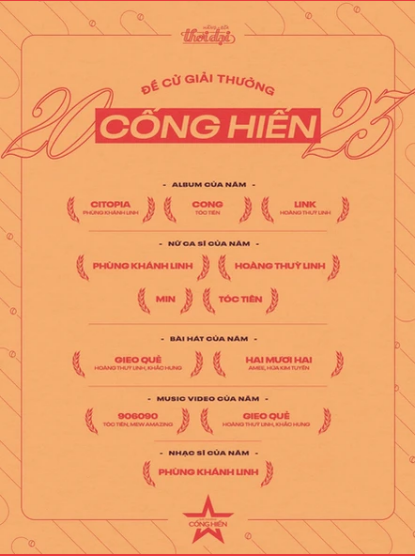 thời đại
ĐỀ CỬ GIẢI THƯỞNG
20 CỐNG HIẾN 23
- ALBUM CỦA NĂM -
CITOPIA CONG LINK
PHÙNG KHÁNH LINH TÓC TIÊN HOÀNG THUỲ LINH
- NỮ CA SĨ CỦA NĂM -
PHÙNG KHÁNH LINH HOÀNG THUỲ LINH
MIN TÓC TIÊN
- BÀI HÁT CỦA NĂM -
GIEO QUẺ HAI MƯƠI HAI
HOÀNG THUỲ LINH, KHẮC HƯNG AMEE, HỨA KIM TUYỀN
- MUSIC VIDEO CỦA NĂM -
906090 GIEO QUẺ
TÓC TIÊN, MEW AMAZING HOÀNG THUỲ LINH, KHẮC HƯNG
- NHẠC SĨ CỦA NĂM -
PHÙNG KHÁNH LINH
CỐNG HIẾN